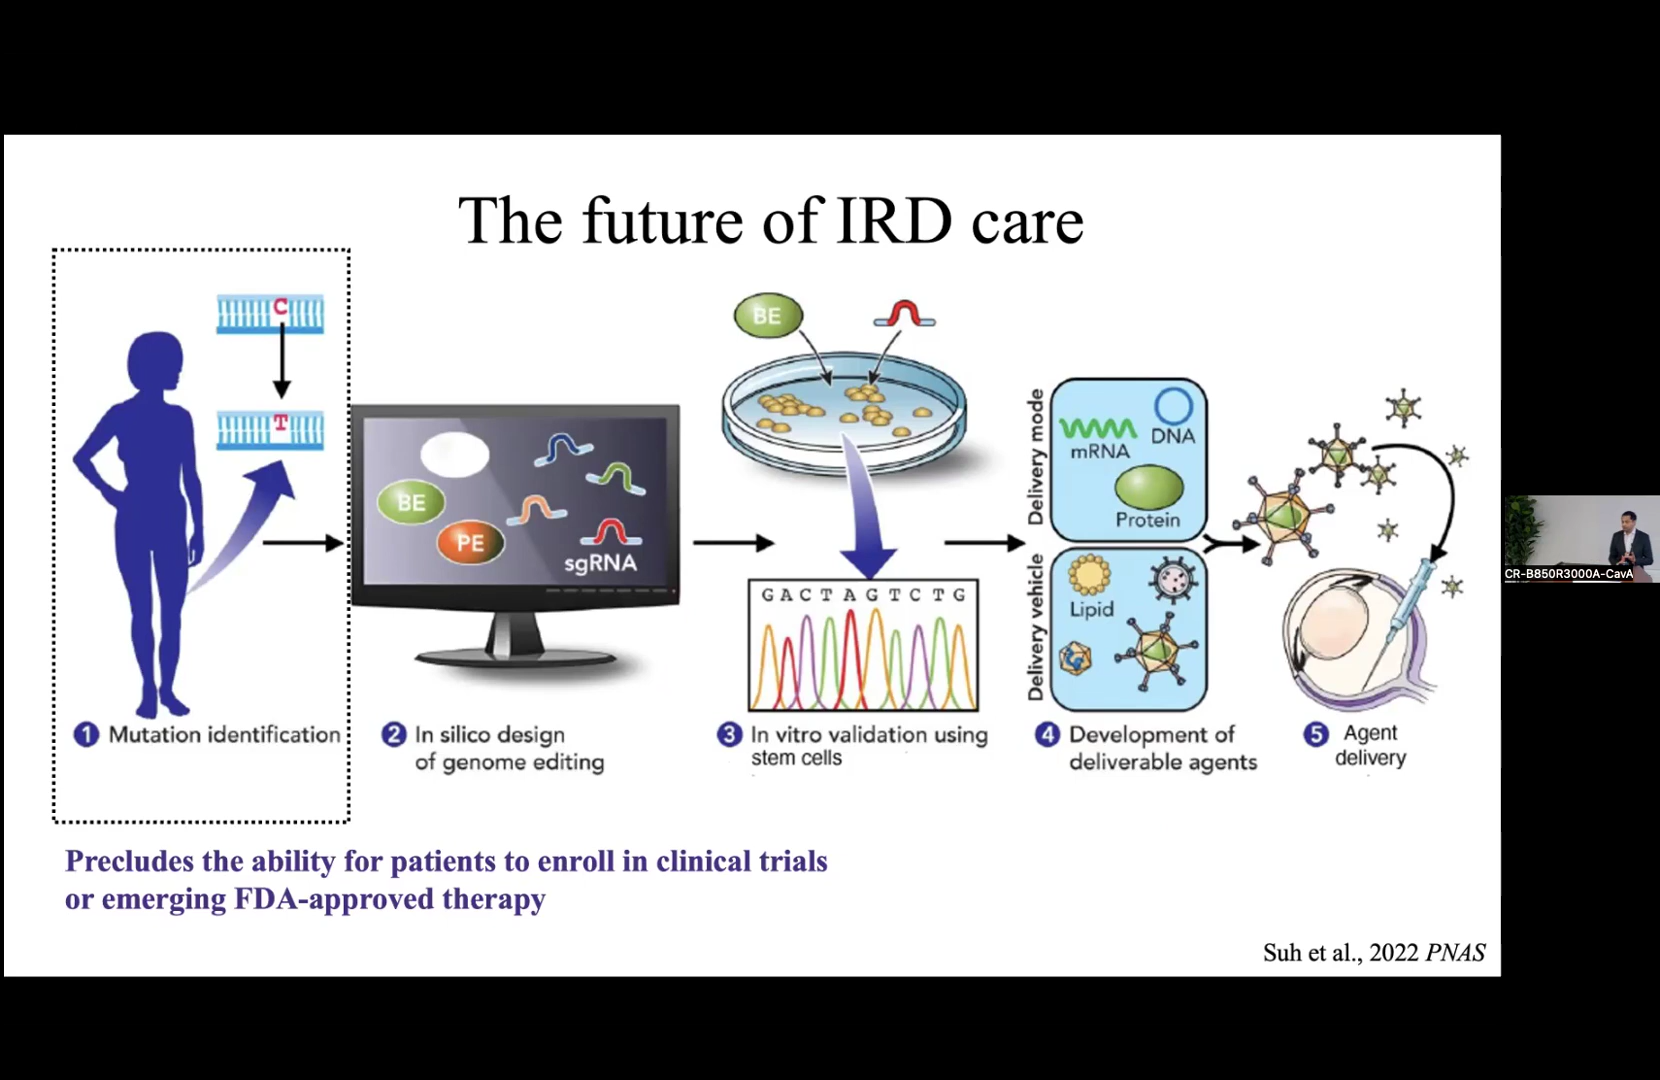 The future of IRD care
C
T
BE
PE
sgRNA
BE
G A C T A G T C T G
Delivery mode
mRNA
DNA
Protein
Delivery vehicle
Lipid
1 Mutation identification
2 In silico design
of genome editing
3 In vitro validation using
stem cells
4 Development of
deliverable agents
5 Agent
delivery
Precludes the ability for patients to enroll in clinical trials
or emerging FDA-approved therapy
Suh et al., 2022 PNAS
CR-B850R3000A-CavA